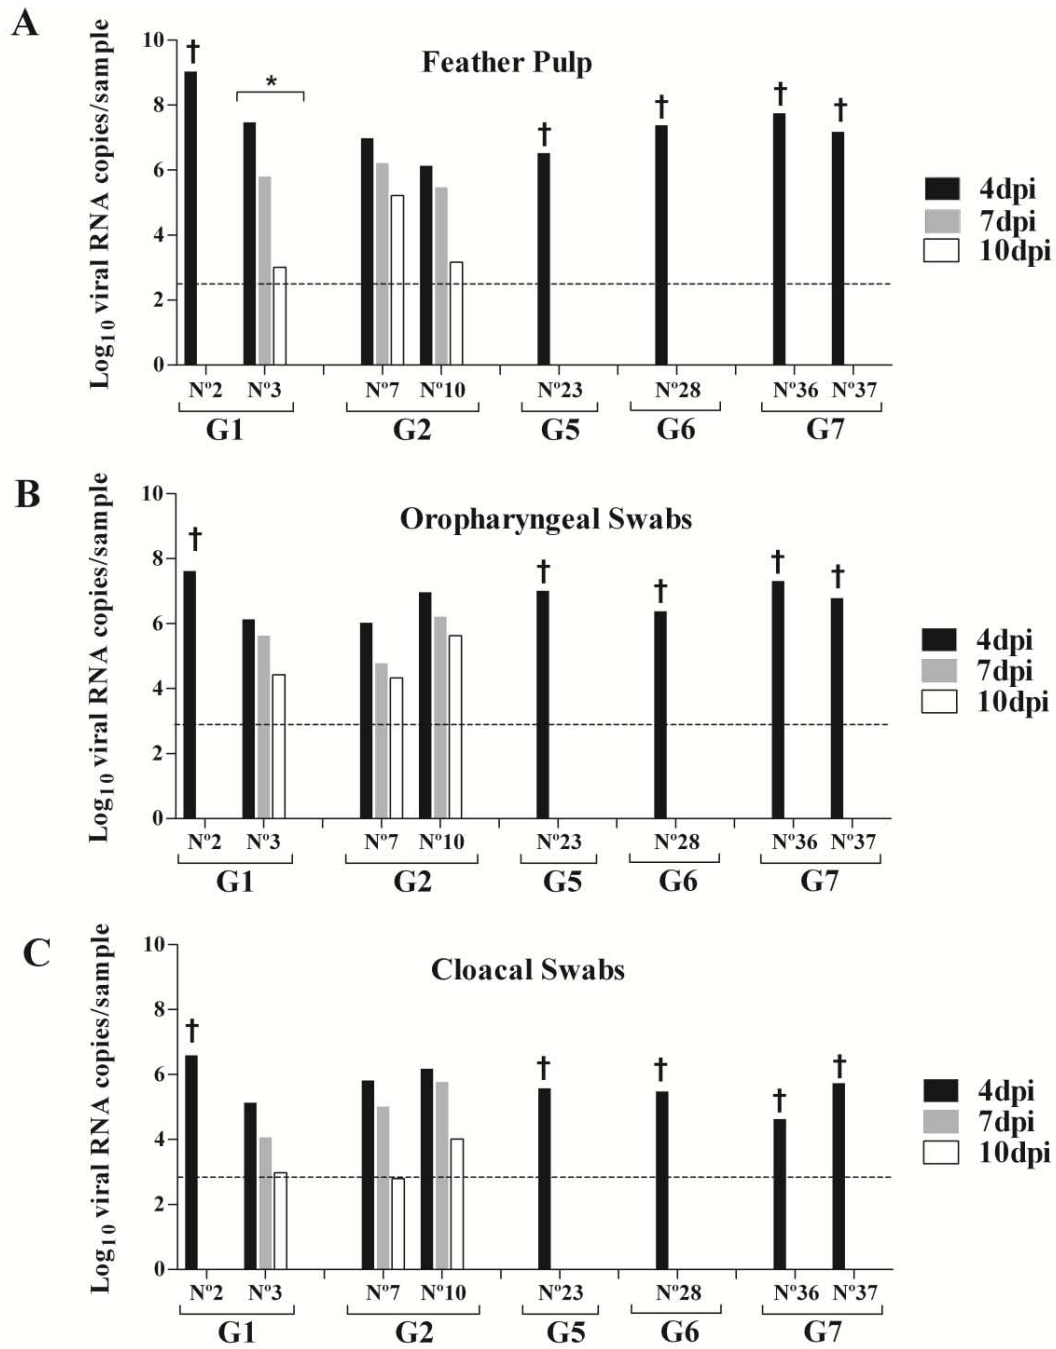 A
Feather Pulp
Log10 viral RNA copies/sample
10
8
6
4
2
0
†
*
†
†
†
†
4dpi
7dpi
10dpi
Nº2 Nº3 Nº7 Nº10 Nº23 Nº28 Nº36 Nº37
G1 G2 G5 G6 G7
B
Oropharyngeal Swabs
Log10 viral RNA copies/sample
10
8
6
4
2
0
†
†
†
†
†
4dpi
7dpi
10dpi
Nº2 Nº3 Nº7 Nº10 Nº23 Nº28 Nº36 Nº37
G1 G2 G5 G6 G7
C
Cloacal Swabs
Log10 viral RNA copies/sample
10
8
6
4
2
0
†
†
†
†
†
4dpi
7dpi
10dpi
Nº2 Nº3 Nº7 Nº10 Nº23 Nº28 Nº36 Nº37
G1 G2 G5 G6 G7